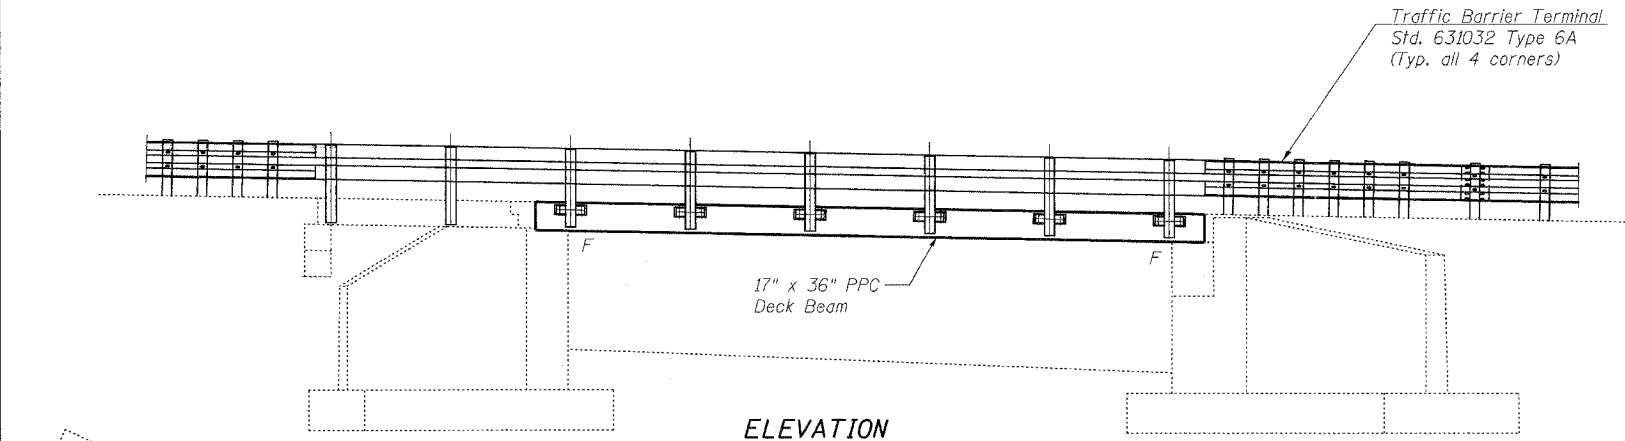 Traffic Barrier Terminal
Std. 631032 Type 6A
(Typ. all 4 corners)
F
F
17" x 36" PPC
Deck Beam
ELEVATION